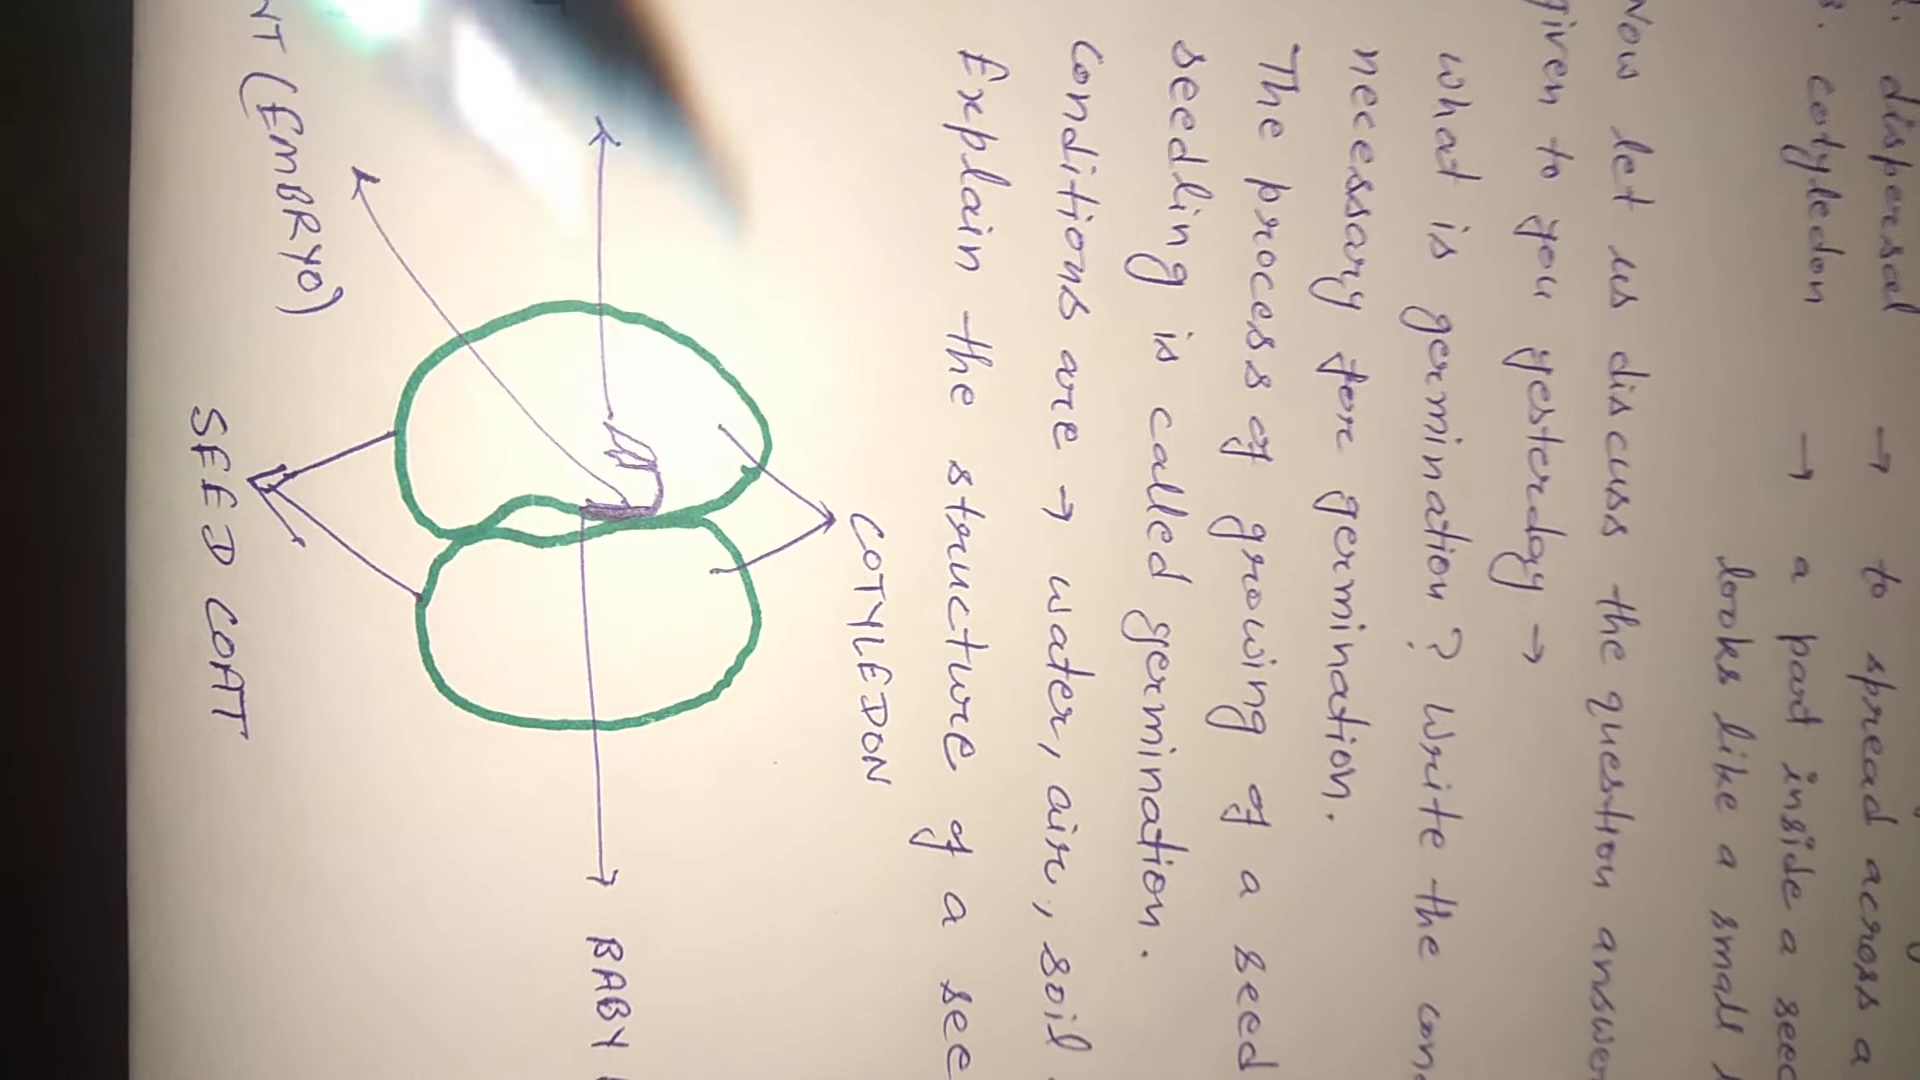 2. dispersal → to spread across a
3. cotyledon → a part inside a seed
looks like a small
Now let us discuss the question answer
given to you yesterday →
what is germination? write the con
necessary for germination.
The process of growing of a seed
seedling is called germination.
Conditions are → water, air, soil
Explain the structure of a see
COTYLEDON
BABY
NT (EMBRYO)
SEED COAT